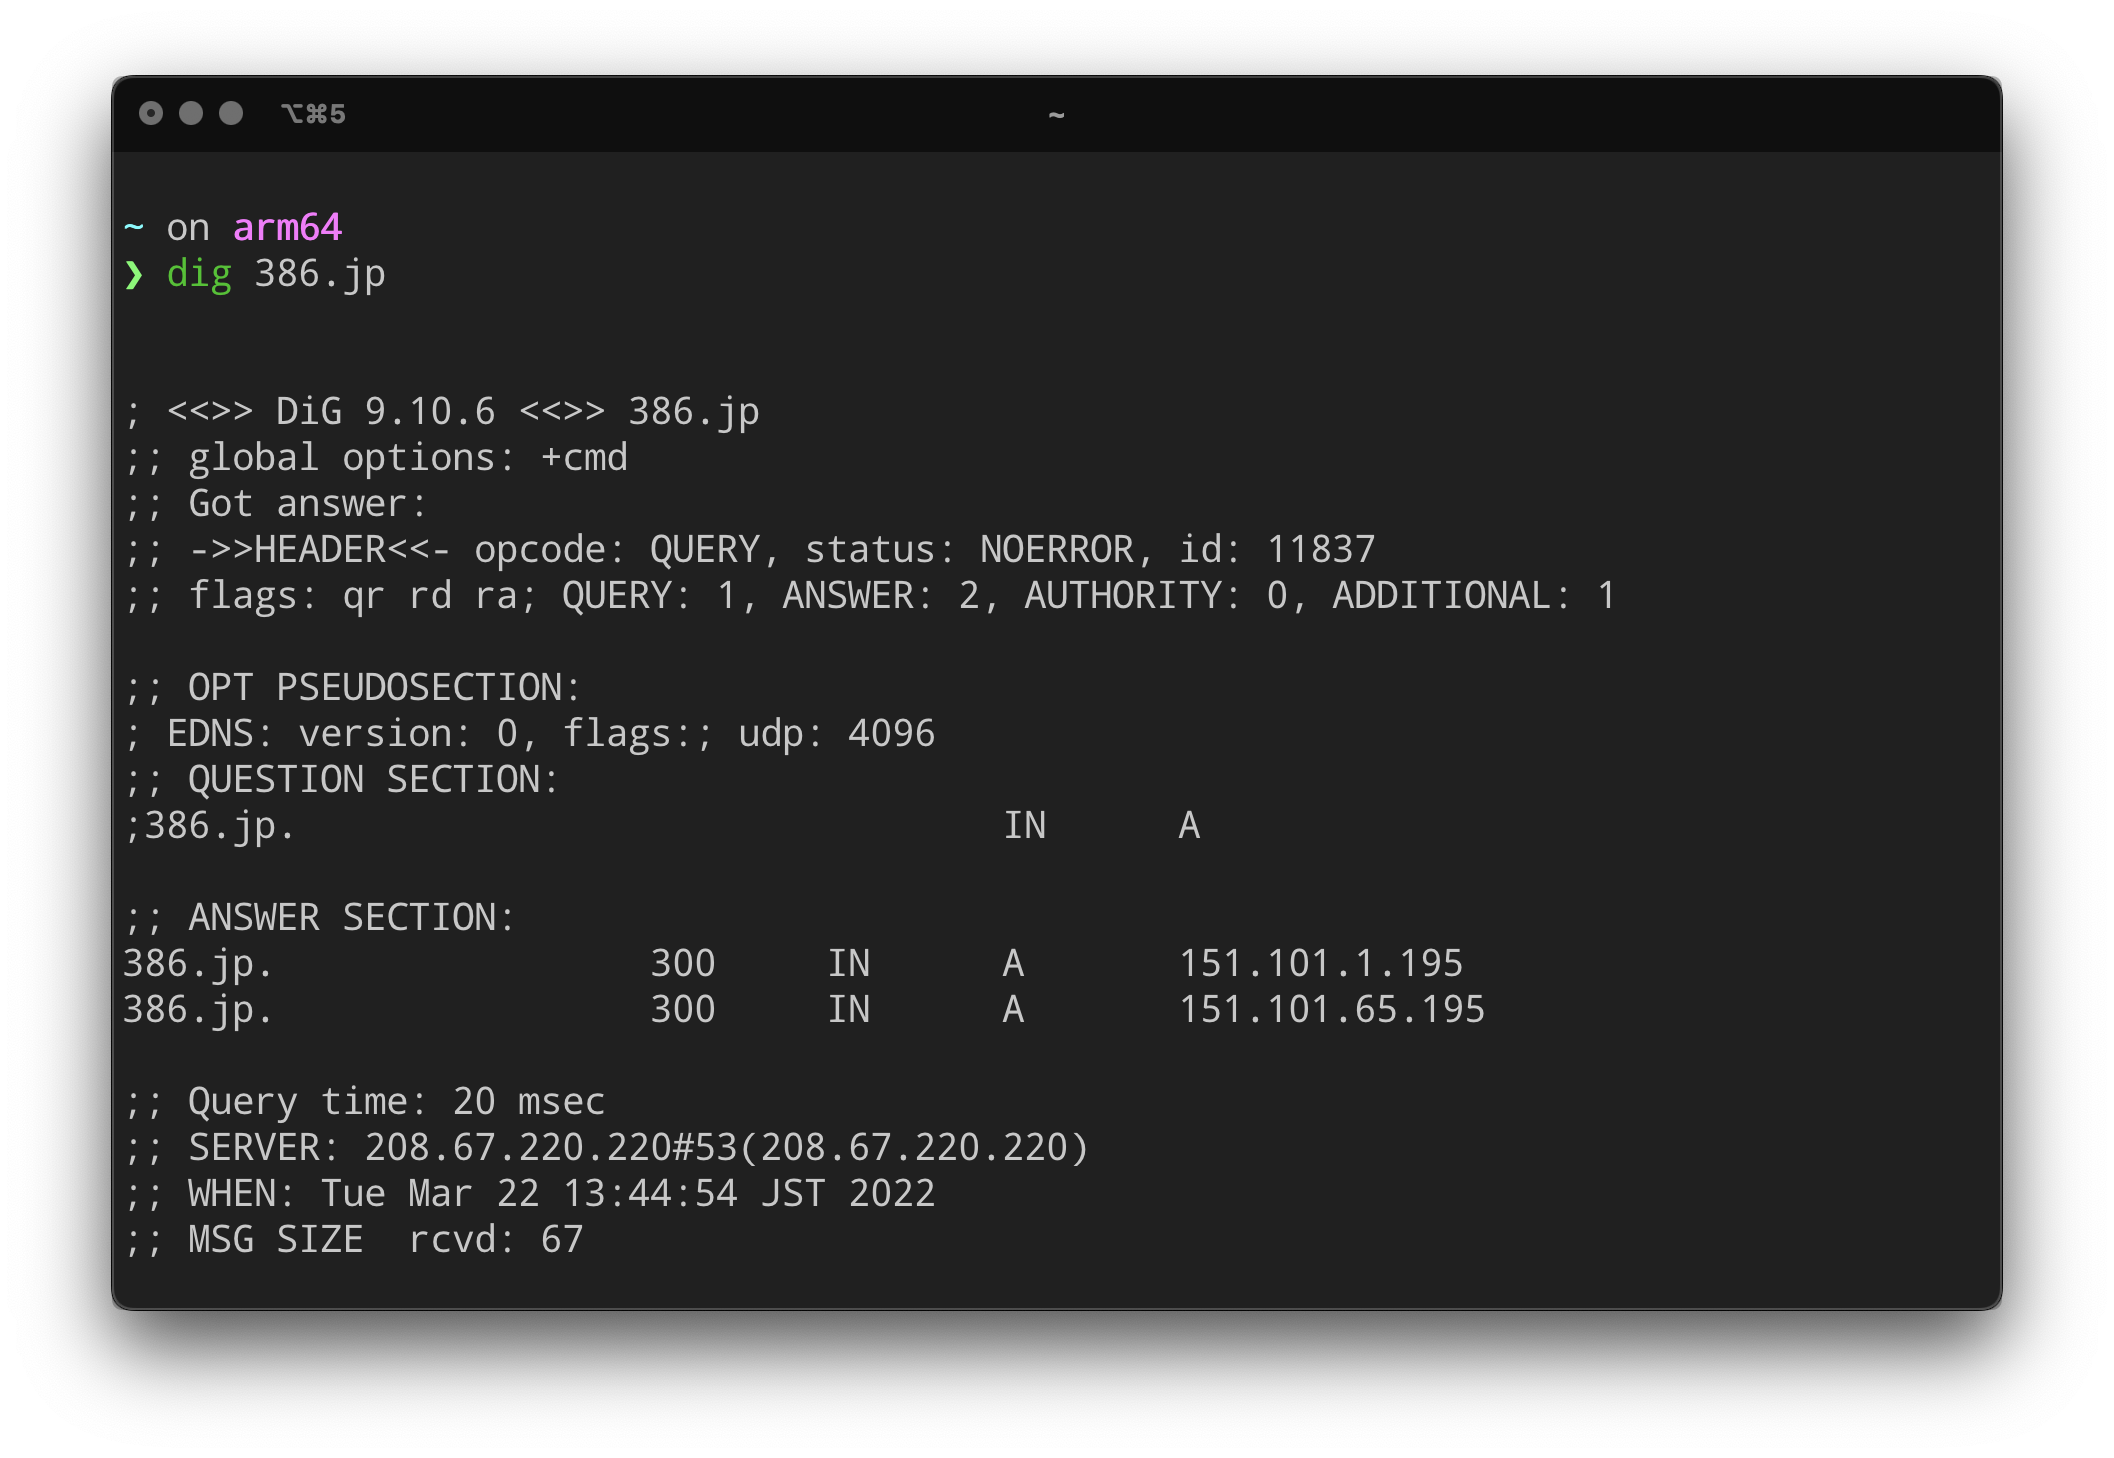 ⌥⌘5 ~
~ on arm64
❯ dig 386.jp
; <<>> DiG 9.10.6 <<>> 386.jp
;; global options: +cmd
;; Got answer:
;; ->>HEADER<<- opcode: QUERY, status: NOERROR, id: 11837
;; flags: qr rd ra; QUERY: 1, ANSWER: 2, AUTHORITY: 0, ADDITIONAL: 1
;; OPT PSEUDOSECTION:
; EDNS: version: 0, flags:; udp: 4096
;; QUESTION SECTION:
;386.jp. IN A
;; ANSWER SECTION:
386.jp. 300 IN A 151.101.1.195
386.jp. 300 IN A 151.101.65.195
;; Query time: 20 msec
;; SERVER: 208.67.220.220#53(208.67.220.220)
;; WHEN: Tue Mar 22 13:44:54 JST 2022
;; MSG SIZE  rcvd: 67